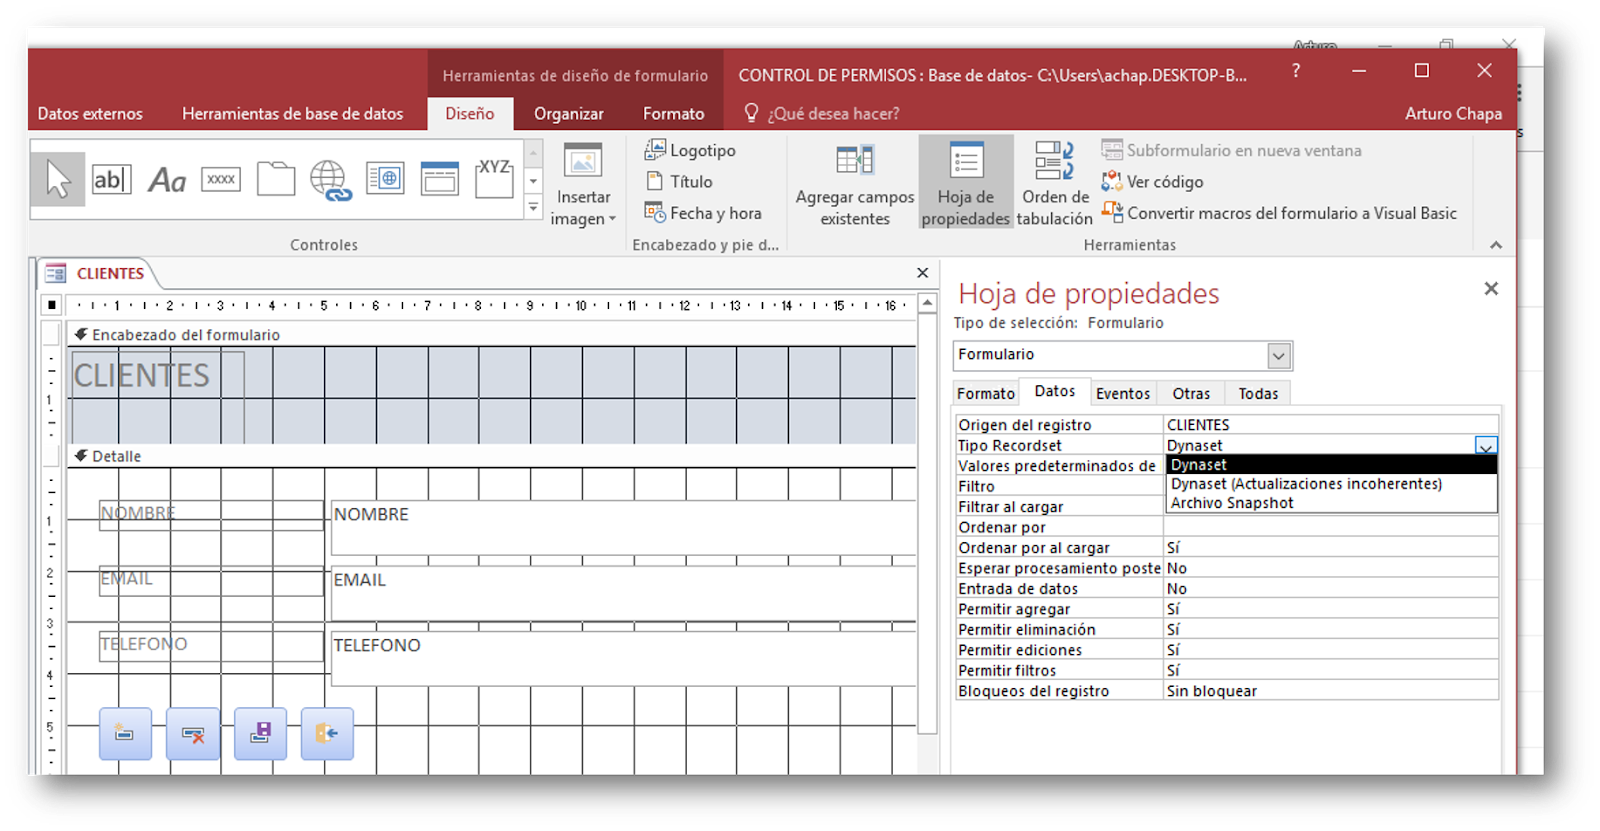 Arturo
Herramientas de diseño de formulario
CONTROL DE PERMISOS : Base de datos- C:\Users\achap.DESKTOP-B...
?
Datos externos
Herramientas de base de datos
Diseño
Organizar
Formato
¿Qué desea hacer?
Arturo Chapa
ab|
Aa
xxxx
XYZ
Insertar
imagen
Logotipo
Título
Fecha y hora
Agregar campos
existentes
Hoja de
propiedades
Orden de
tabulación
Subformulario en nueva ventana
Ver código
Convertir macros del formulario a Visual Basic
Controles
Encabezado y pie d...
Herramientas
CLIENTES
1 2 3 4 5 6 7 8 9 10 11 12 13 14 15 16
Encabezado del formulario
CLIENTES
1
Detalle
NOMBRE
NOMBRE
1
EMAIL
EMAIL
2
TELEFONO
TELEFONO
3
4
5
Hoja de propiedades
Tipo de selección: Formulario
Formulario
Formato
Datos
Eventos
Otras
Todas
Origen del registro CLIENTES
Tipo Recordset Dynaset
Valores predeterminados de
Dynaset
Filtro
Dynaset (Actualizaciones incoherentes)
Filtrar al cargar
Archivo Snapshot
Ordenar por
Ordenar por al cargar Sí
Esperar procesamiento poste No
Entrada de datos No
Permitir agregar Sí
Permitir eliminación Sí
Permitir ediciones Sí
Permitir filtros Sí
Bloqueos del registro Sin bloquear